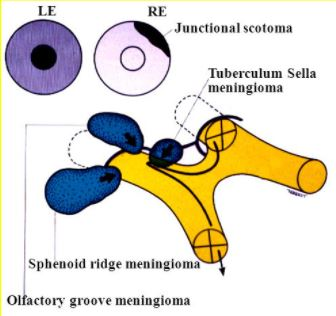 LE
RE
Junctional scotoma
Tuberculum Sella
meningioma
Sphenoid ridge meningioma
Olfactory groove meningioma